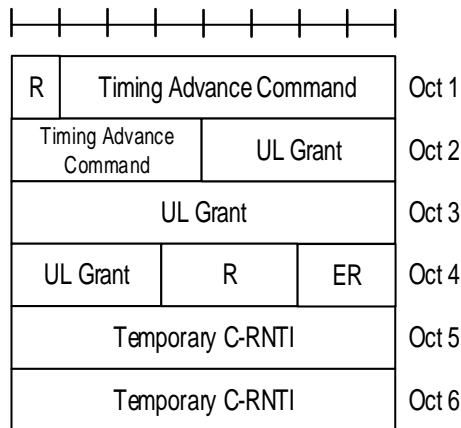 R Timing Advance Command Oct 1
Timing Advance
Command UL Grant Oct 2
UL Grant Oct 3
UL Grant R ER Oct 4
Temporary C-RNTI Oct 5
Temporary C-RNTI Oct 6